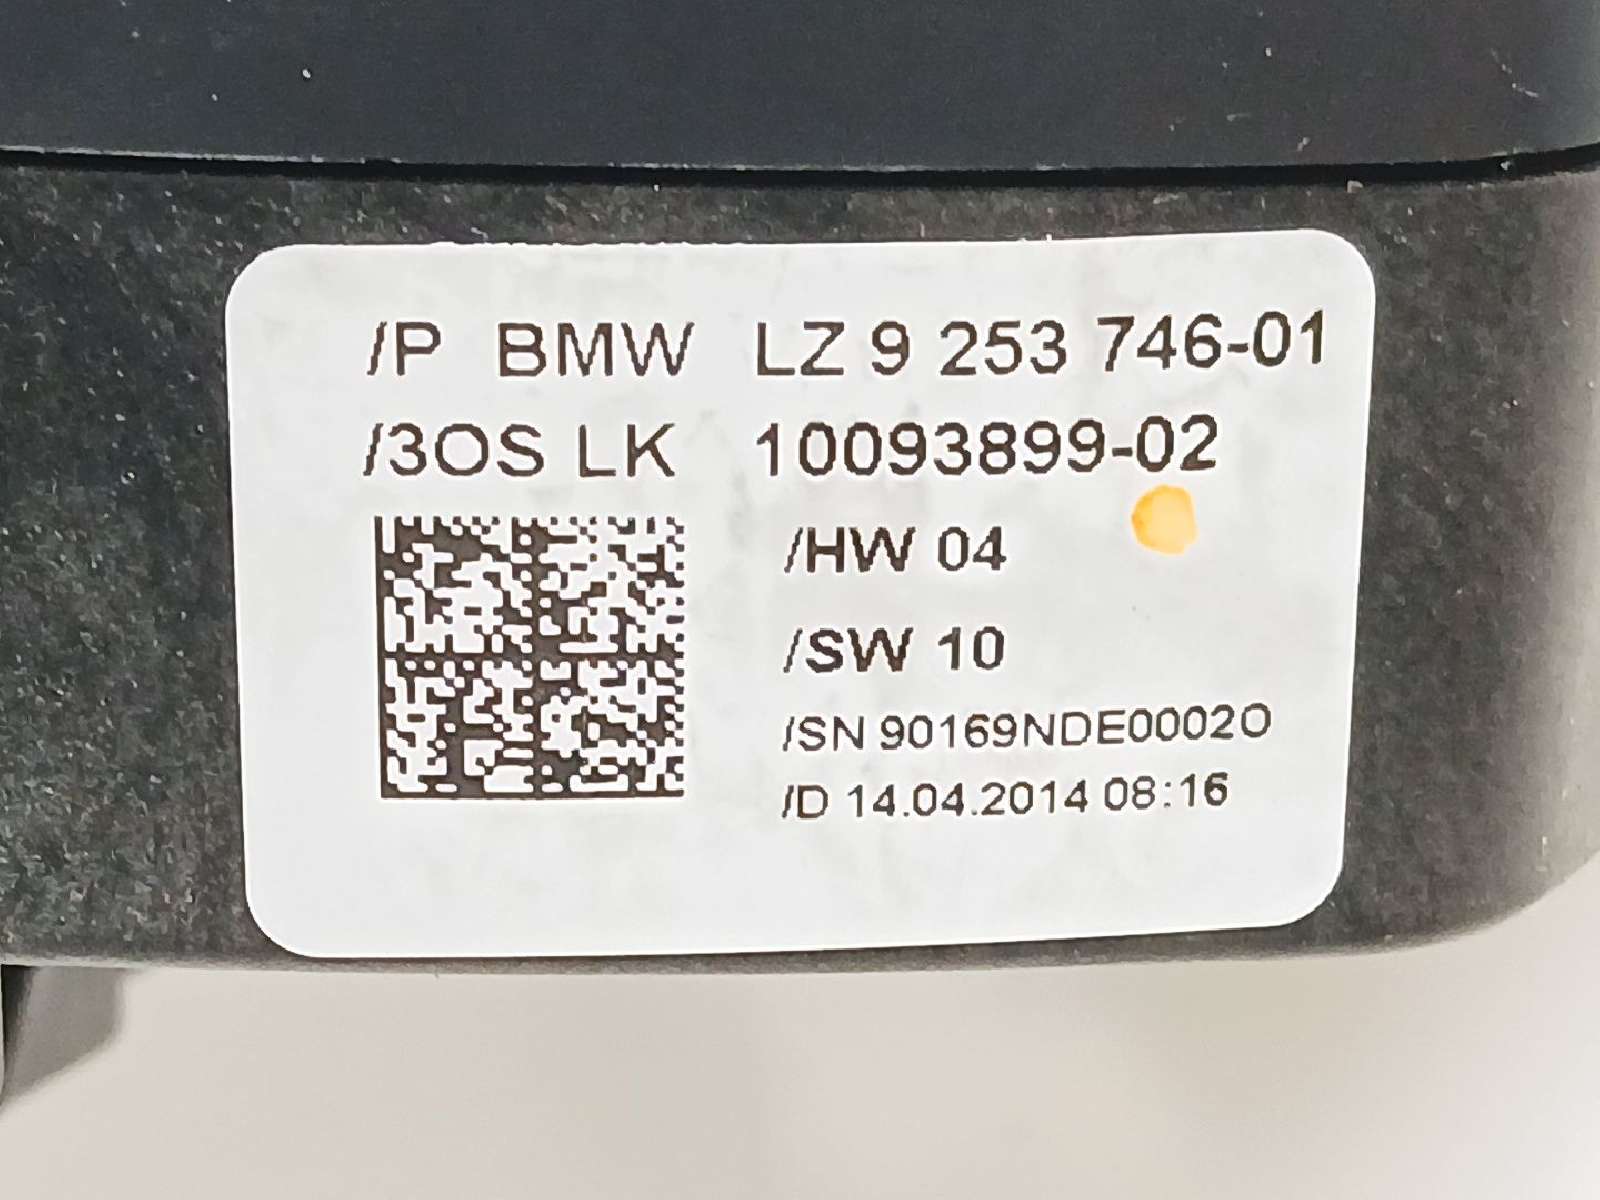 /P BMW LZ 9 253 746-01
/3OS LK 10093899-02
/HW 04
/SW 10
/SN 90169NDE0002O
/D 14.04.2014 08:16